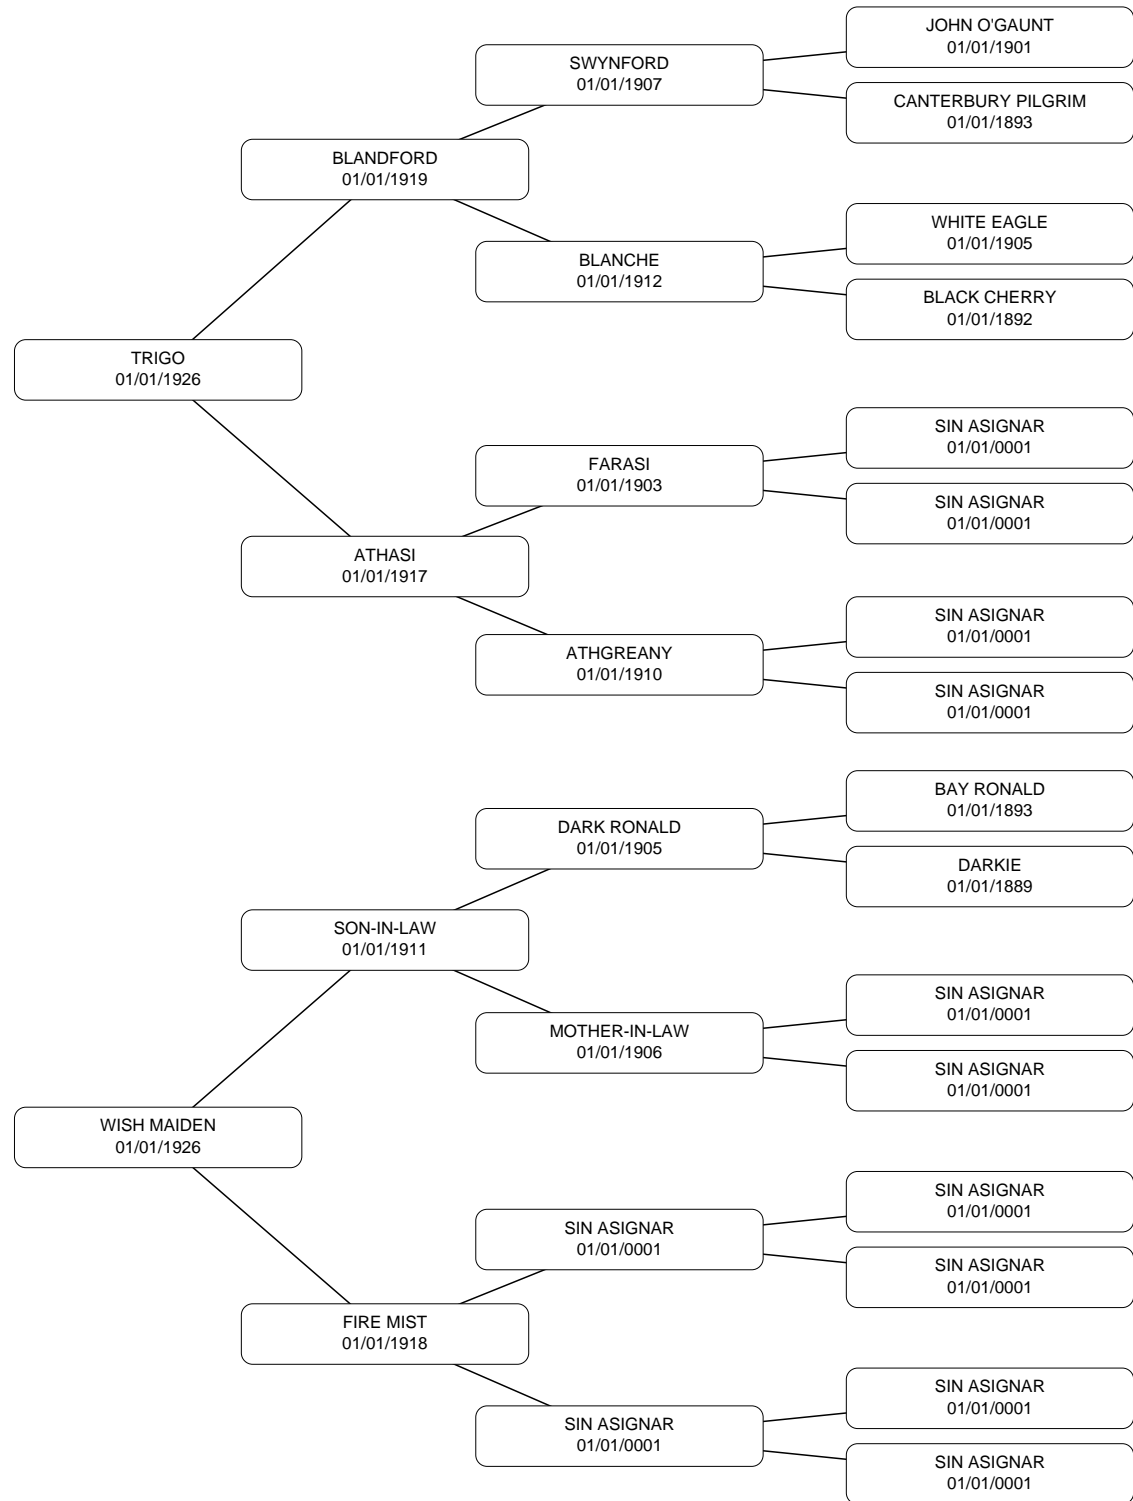 JOHN O'GAUNT
01/01/1901
SWYNFORD
01/01/1907
CANTERBURY PILGRIM
01/01/1893
BLANDFORD
01/01/1919
WHITE EAGLE
01/01/1905
BLANCHE
01/01/1912
BLACK CHERRY
01/01/1892
TRIGO
01/01/1926
SIN ASIGNAR
01/01/0001
FARASI
01/01/1903
SIN ASIGNAR
01/01/0001
ATHASI
01/01/1917
SIN ASIGNAR
01/01/0001
ATHGREANY
01/01/1910
SIN ASIGNAR
01/01/0001
BAY RONALD
01/01/1893
DARK RONALD
01/01/1905
DARKIE
01/01/1889
SON-IN-LAW
01/01/1911
SIN ASIGNAR
01/01/0001
MOTHER-IN-LAW
01/01/1906
SIN ASIGNAR
01/01/0001
WISH MAIDEN
01/01/1926
SIN ASIGNAR
01/01/0001
SIN ASIGNAR
01/01/0001
SIN ASIGNAR
01/01/0001
FIRE MIST
01/01/1918
SIN ASIGNAR
01/01/0001
SIN ASIGNAR
01/01/0001
SIN ASIGNAR
01/01/0001